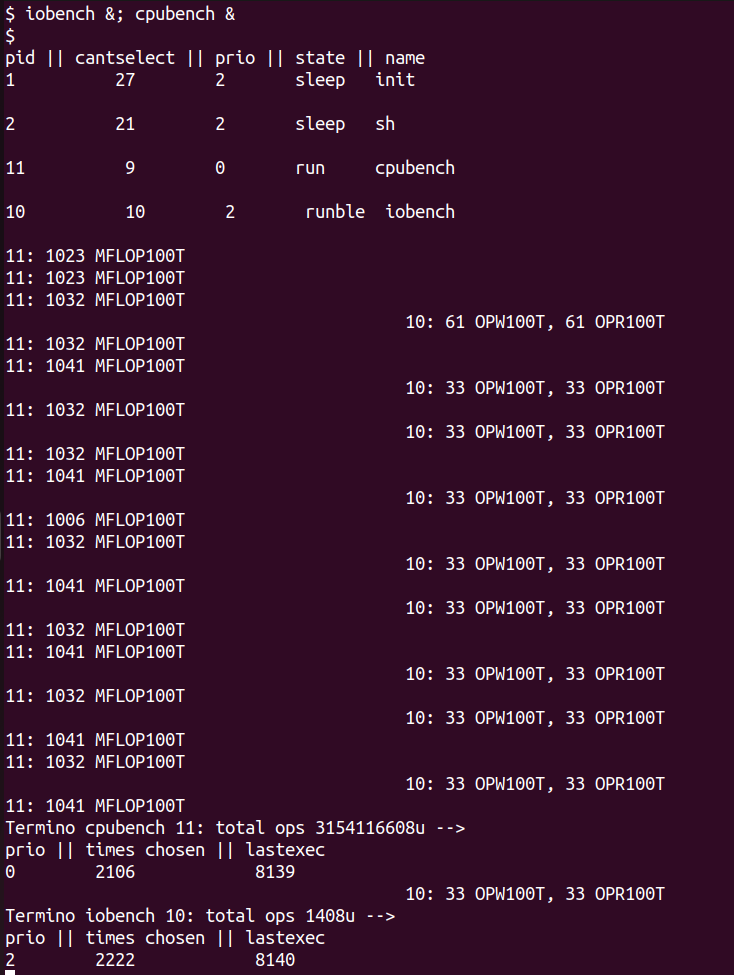 $ iobench &; cpubench &
$
pid || cantselect || prio || state || name
1 27 2 sleep init
2 21 2 sleep sh
11 9 0 run cpubench
10 10 2 runble iobench
11: 1023 MFLOP100T
11: 1023 MFLOP100T
11: 1032 MFLOP100T
10: 61 OPW100T, 61 OPR100T
11: 1032 MFLOP100T
11: 1041 MFLOP100T
10: 33 OPW100T, 33 OPR100T
11: 1032 MFLOP100T
10: 33 OPW100T, 33 OPR100T
11: 1032 MFLOP100T
11: 1041 MFLOP100T
10: 33 OPW100T, 33 OPR100T
11: 1006 MFLOP100T
11: 1032 MFLOP100T
10: 33 OPW100T, 33 OPR100T
11: 1041 MFLOP100T
10: 33 OPW100T, 33 OPR100T
11: 1032 MFLOP100T
11: 1041 MFLOP100T
10: 33 OPW100T, 33 OPR100T
11: 1032 MFLOP100T
10: 33 OPW100T, 33 OPR100T
11: 1041 MFLOP100T
11: 1032 MFLOP100T
10: 33 OPW100T, 33 OPR100T
11: 1041 MFLOP100T
Termino cpubench 11: total ops 3154116608u -->
prio || times chosen || lastexec
0 2106 8139
10: 33 OPW100T, 33 OPR100T
Termino iobench 10: total ops 1408u -->
prio || times chosen || lastexec
2 2222 8140